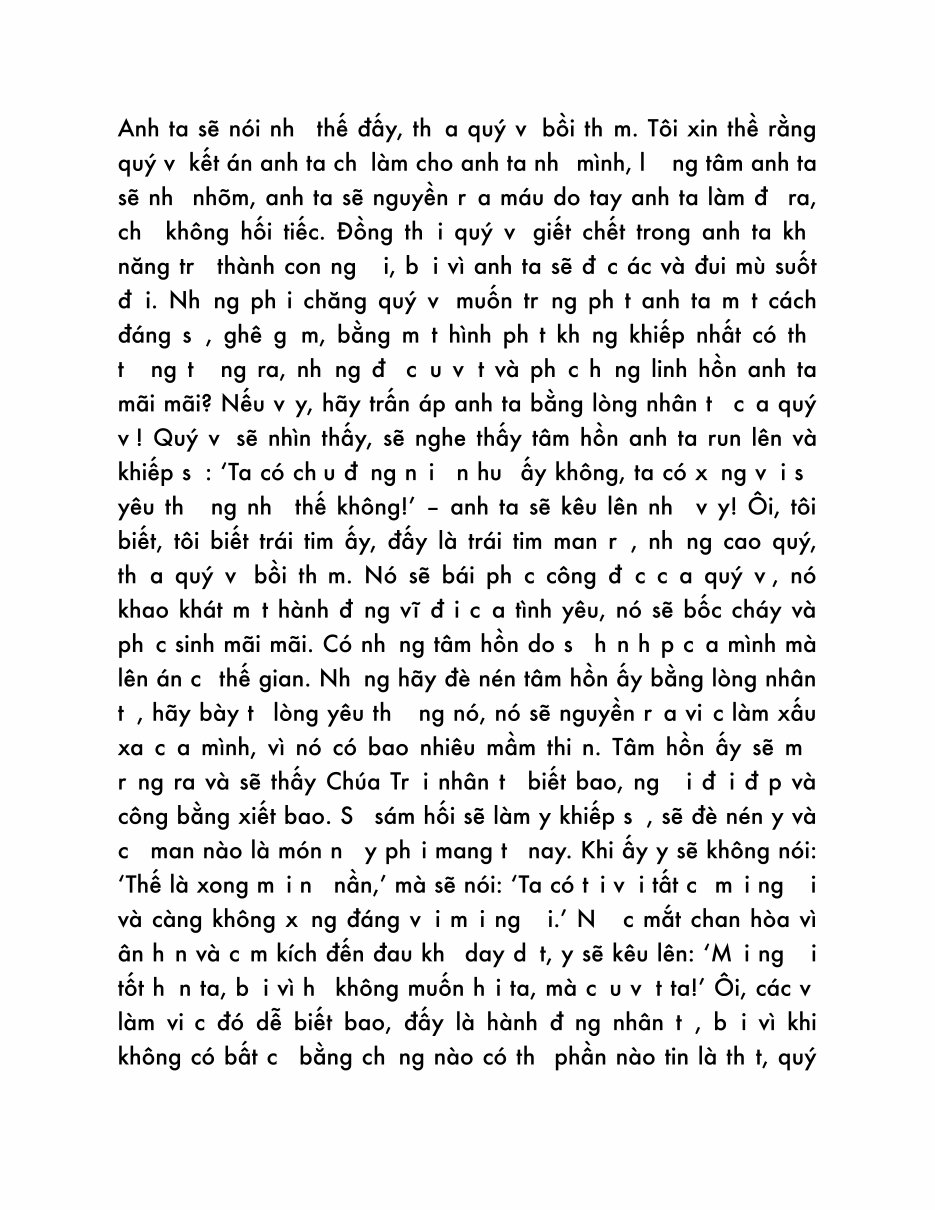 Anh ta sẽ nói nh thế đấy, th a quý v bồi th m. Tôi xin thề rằng
quý v kết án anh ta ch làm cho anh ta nh mình, l ng tâm anh ta
sẽ nh nhõm, anh ta sẽ nguyền r a máu do tay anh ta làm đ ra,
ch không hối tiếc. Đồng th i quý v giết chết trong anh ta kh
năng tr thành con ng i, b i vì anh ta sẽ đ c ác và đui mù suốt
đ i. Nh ng ph i chăng quý v muốn tr ng ph t anh ta m t cách
đáng s , ghê g m, bằng m t hình ph t kh ng khiếp nhất có th
t ng t ng ra, nh ng đ c u v t và ph c h ng linh hồn anh ta
mãi mãi? Nếu v y, hãy trấn áp anh ta bằng lòng nhân t c a quý
v ! Quý v sẽ nhìn thấy, sẽ nghe thấy tâm hồn anh ta run lên và
khiếp s : ‘Ta có ch u đ ng n i n hu ấy không, ta có x ng v i s
yêu th ng nh thế không!’ – anh ta sẽ kêu lên nh v y! Ôi, tôi
biết, tôi biết trái tim ấy, đấy là trái tim man r , nh ng cao quý,
th a quý v bồi th m. Nó sẽ bái ph c công đ c c a quý v , nó
khao khát m t hành đ ng vĩ đ i c a tình yêu, nó sẽ bốc cháy và
ph c sinh mãi mãi. Có nh ng tâm hồn do s h n h p c a mình mà
lên án c thế gian. Nh ng hãy đè nén tâm hồn ấy bằng lòng nhân
t , hãy bày t lòng yêu th ng nó, nó sẽ nguyền r a vi c làm xấu
xa c a mình, vì nó có bao nhiêu mầm thi n. Tâm hồn ấy sẽ m
r ng ra và sẽ thấy Chúa Tr i nhân t biết bao, ng i đ i đ p và
công bằng xiết bao. S sám hối sẽ làm y khiếp s , sẽ đè nén y và
c man nào là món n y ph i mang t nay. Khi ấy y sẽ không nói:
‘Thế là xong m i n nần,’ mà sẽ nói: ‘Ta có t i v i tất c m i ng i
và càng không x ng đáng v i m i ng i.’ N c mắt chan hòa vì
ân h n và c m kích đến đau kh day d t, y sẽ kêu lên: ‘M i ng i
tốt h n ta, b i vì h không muốn h i ta, mà c u v t ta!’ Ôi, các v
làm vi c đó dễ biết bao, đấy là hành đ ng nhân t , b i vì khi
không có bất c bằng ch ng nào có th phần nào tin là th t, quý